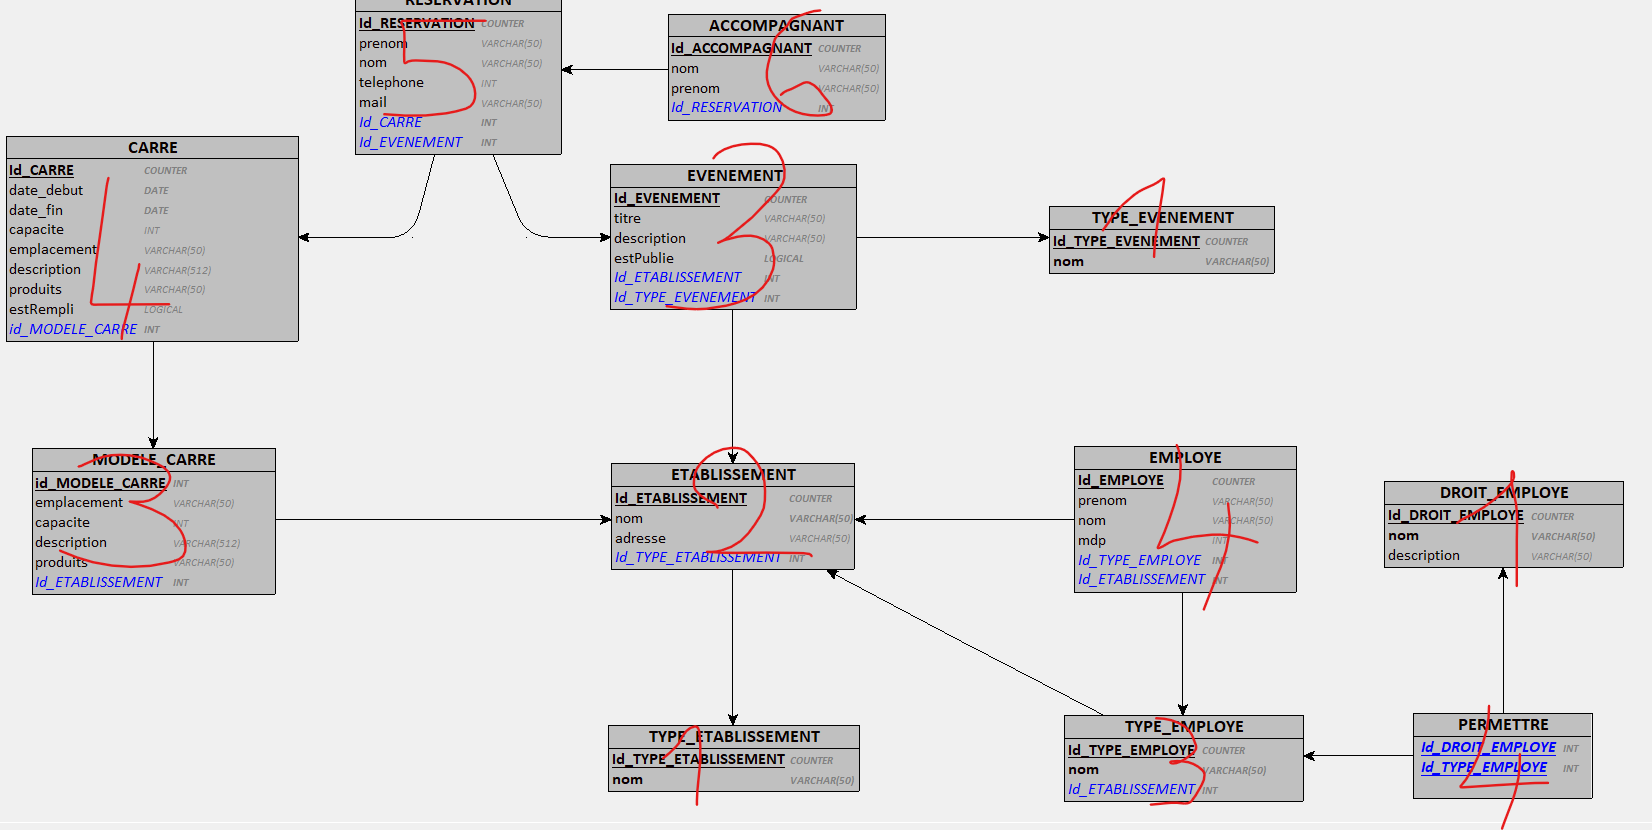 RESERVATION
Id_RESERVATION COUNTER
prenom VARCHAR(50)
nom VARCHAR(50)
telephone INT
mail VARCHAR(50)
Id_CARRE INT
Id_EVENEMENT INT
5
ACCOMPAGNANT
Id_ACCOMPAGNANT COUNTER
nom VARCHAR(50)
prenom VARCHAR(50)
Id_RESERVATION INT
6
CARRE
Id_CARRE COUNTER
date_debut DATE
date_fin DATE
capacite INT
emplacement VARCHAR(50)
description VARCHAR(512)
produits VARCHAR(50)
estRempli LOGICAL
id_MODELE_CARRE INT
4
EVENEMENT
Id_EVENEMENT COUNTER
titre VARCHAR(50)
description VARCHAR(50)
estPublie LOGICAL
Id_ETABLISSEMENT INT
Id_TYPE_EVENEMENT INT
3
TYPE_EVENEMENT
Id_TYPE_EVENEMENT COUNTER
nom VARCHAR(50)
1
MODELE_CARRE
id_MODELE_CARRE INT
emplacement VARCHAR(50)
capacite INT
description VARCHAR(512)
produits VARCHAR(50)
Id_ETABLISSEMENT INT
3
ETABLISSEMENT
Id_ETABLISSEMENT COUNTER
nom VARCHAR(50)
adresse VARCHAR(50)
Id_TYPE_ETABLISSEMENT INT
2
EMPLOYE
Id_EMPLOYE COUNTER
prenom VARCHAR(50)
nom VARCHAR(50)
mdp INT
Id_TYPE_EMPLOYE INT
Id_ETABLISSEMENT INT
4
DROIT_EMPLOYE
Id_DROIT_EMPLOYE COUNTER
nom VARCHAR(50)
description VARCHAR(50)
1
TYPE_ETABLISSEMENT
Id_TYPE_ETABLISSEMENT COUNTER
nom VARCHAR(50)
1
TYPE_EMPLOYE
Id_TYPE_EMPLOYE COUNTER
nom VARCHAR(50)
Id_ETABLISSEMENT INT
3
PERMETTRE
Id_DROIT_EMPLOYE INT
Id_TYPE_EMPLOYE INT
4